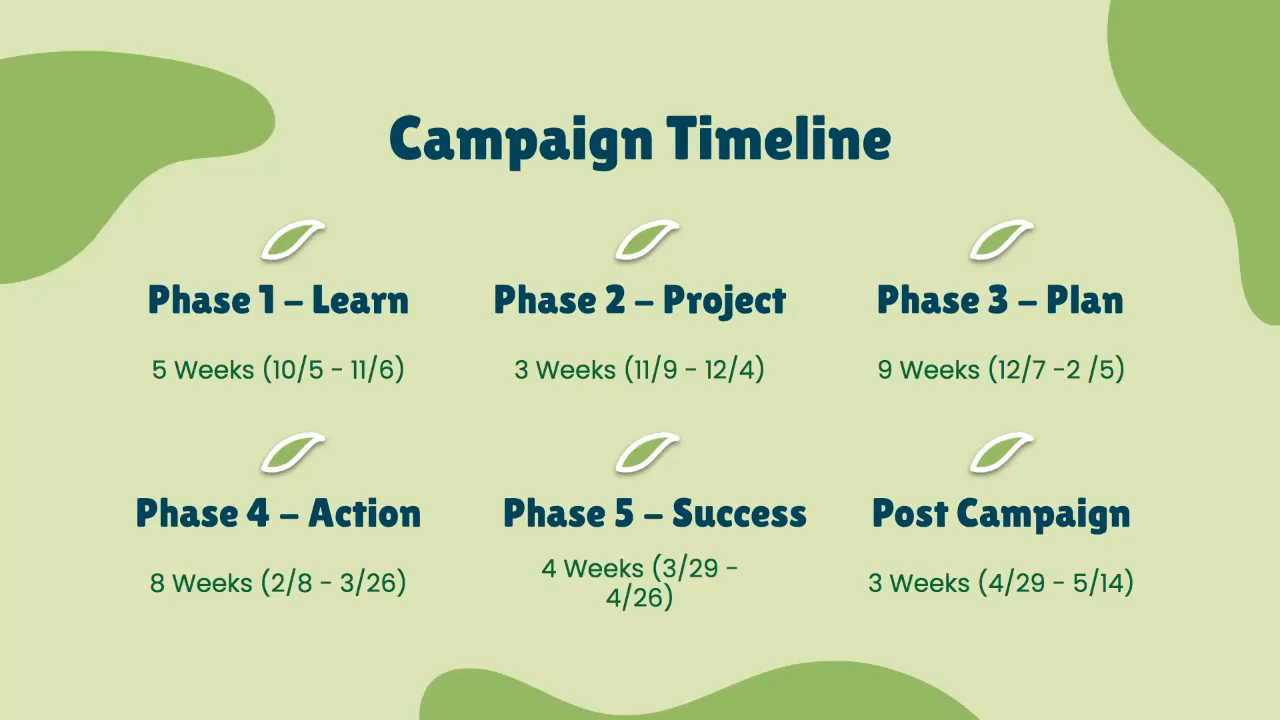 Campaign Timeline
Phase 1 – Learn
5 Weeks (10/5 - 11/6)
Phase 2 – Project
3 Weeks (11/9 - 12/4)
Phase 3 – Plan
9 Weeks (12/7 -2 /5)
Phase 4 – Action
8 Weeks (2/8 - 3/26)
Phase 5 – Success
4 Weeks (3/29 -
4/26)
Post Campaign
3 Weeks (4/29 - 5/14)